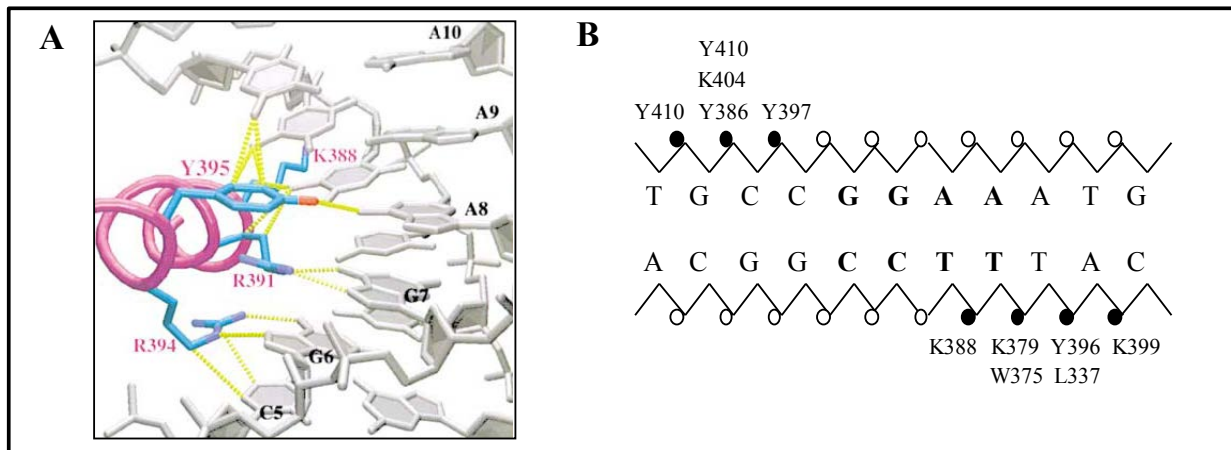 A
A10
A9
Y395
K388
A8
R391
G7
R394
G6
C5
B
Y410
K404
Y410 Y386 Y397
T G C C G G A A A T G
A C G G C C T T T A C
K388 K379 Y396 K399
W375 L337